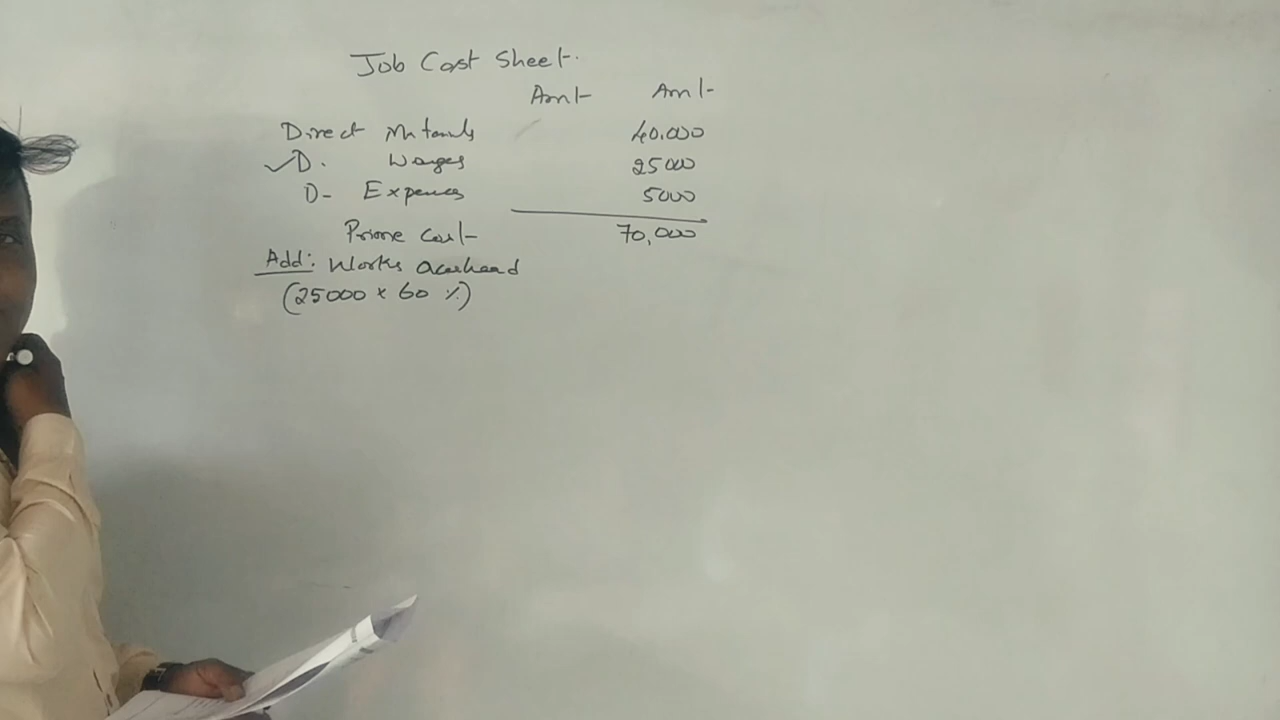 Job Cost Sheet.
Amt Amt
Direct Materials 40,000
✓D. Wages 25000
D- Expenses 5000
Prime Cost 70,000
Add: Works overhead
(25000 x 60 %)